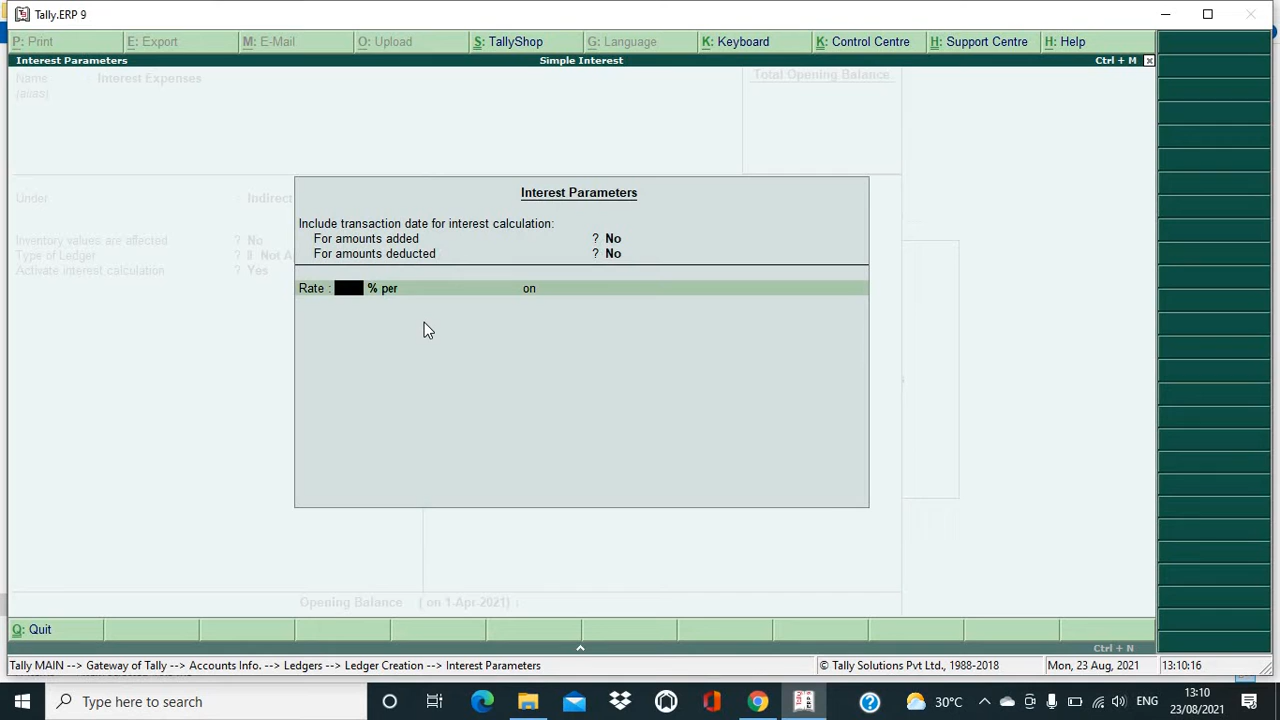 Tally.ERP 9
P: Print E: Export M: E-Mail O: Upload S: TallyShop G: Language K: Keyboard K: Control Centre H: Support Centre H: Help
Interest Parameters Simple Interest Ctrl + M
Name : Interest Expenses Total Opening Balance
(alias)
Interest Parameters
Under : Indirect
Include transaction date for interest calculation:
Inventory values are affected ? No For amounts added ? No
Type of Ledger ? Not A For amounts deducted ? No
Activate interest calculation ? Yes
Rate : % per on
Opening Balance ( on 1-Apr-2021) :
Q: Quit
Ctrl + N
Tally MAIN --> Gateway of Tally --> Accounts Info. --> Ledgers --> Ledger Creation --> Interest Parameters © Tally Solutions Pvt Ltd., 1988-2018 Mon, 23 Aug, 2021 13:10:16
Type here to search 30°C ENG 13:10
23/08/2021